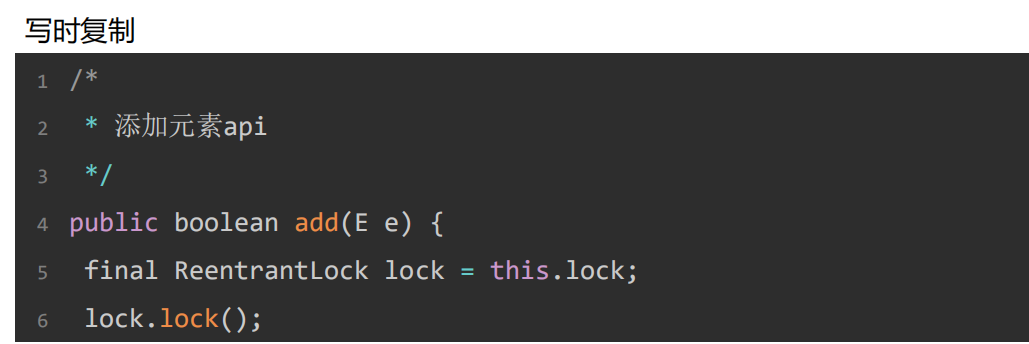 写时复制
1 /*
2 * 添加元素api
3 */
4 public boolean add(E e) {
5 final ReentrantLock lock = this.lock;
6 lock.lock();